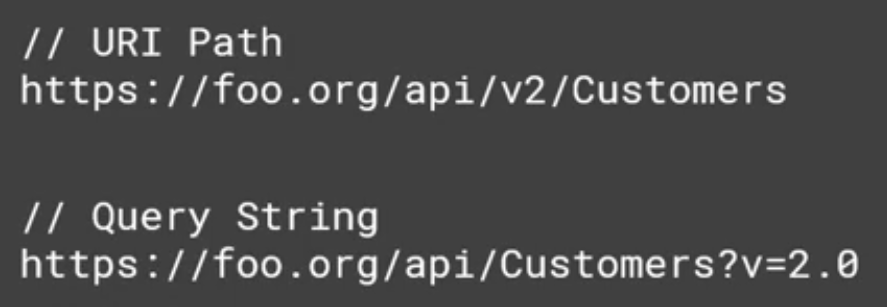 // URI Path
https://foo.org/api/v2/Customers
// Query String
https://foo.org/api/Customers?v=2.0